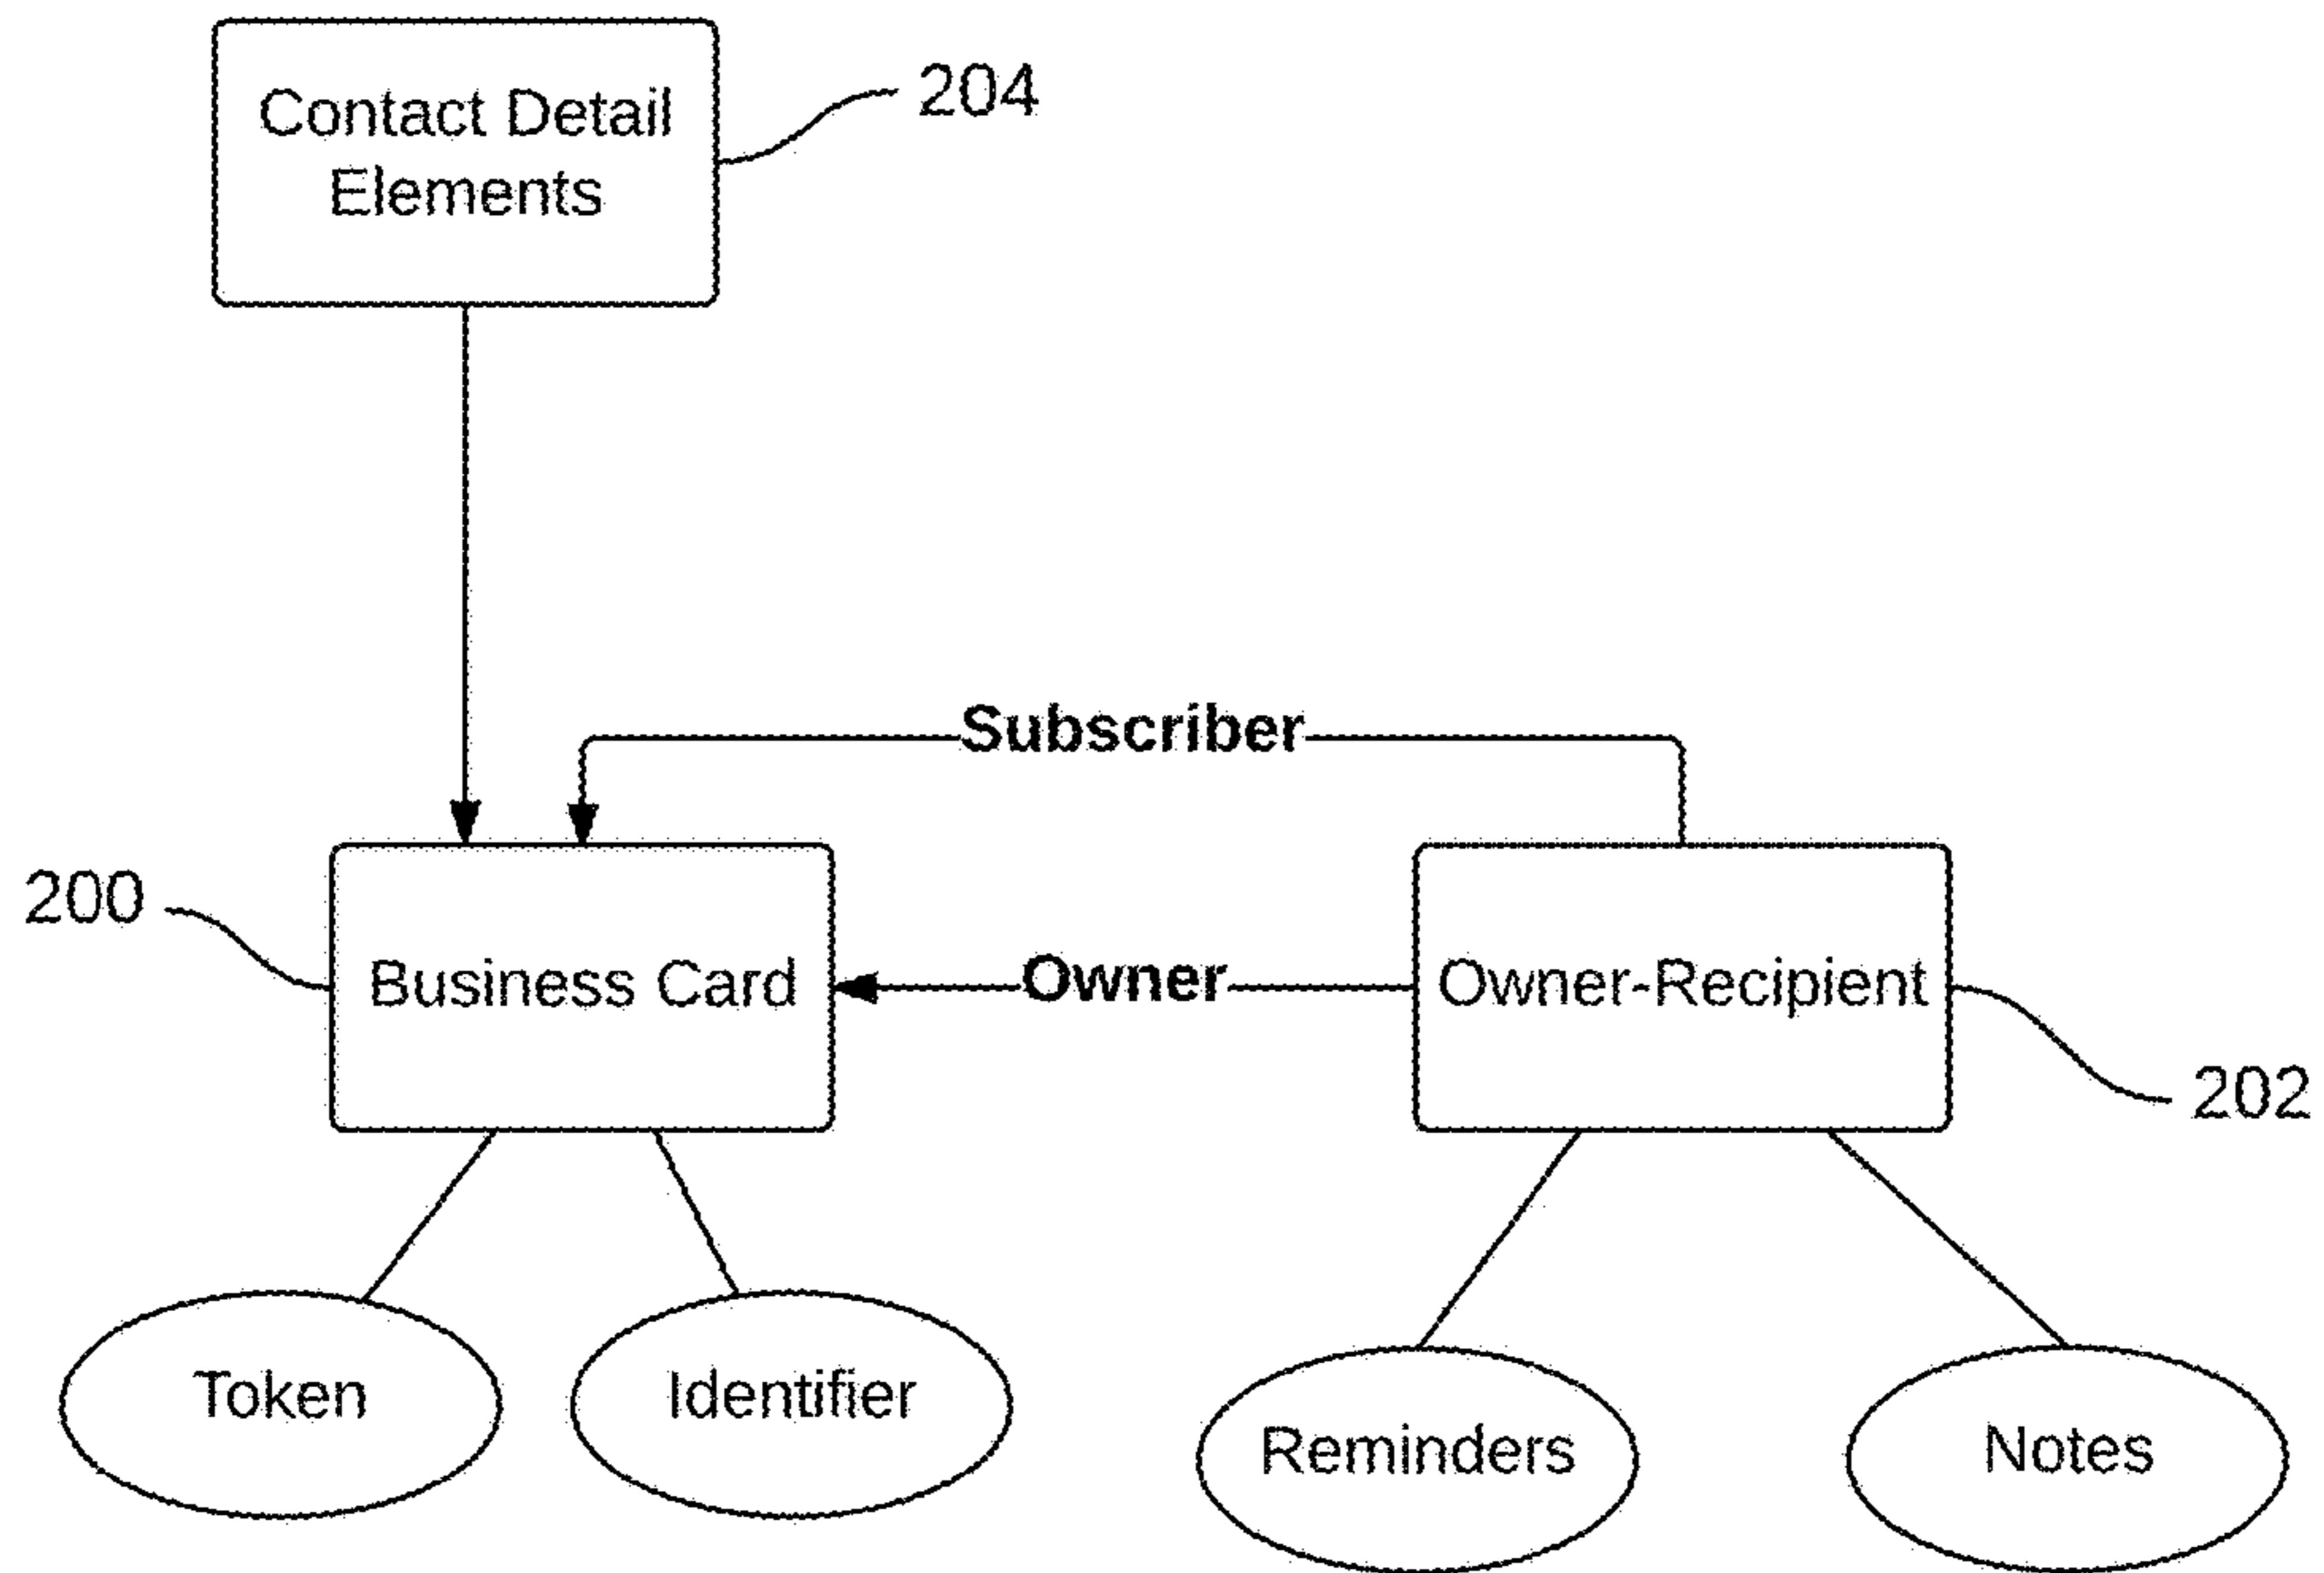 Contact Detail
Elements
204
Subscriber
200
Business Card
Owner
Owner-Recipient
202
Token
Identifier
Reminders
Notes